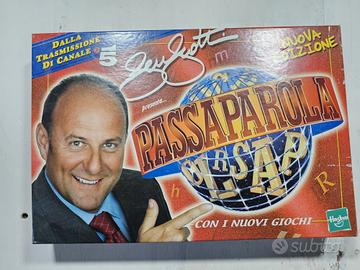 DALLA
TRASMISSIONE
DI CANALE 5
Gerry Scotti
presenta...
NUOVA
EDIZIONE
PASSAPAROLA
m
h
R
CON I NUOVI GIOCHI
Hasbro
subito